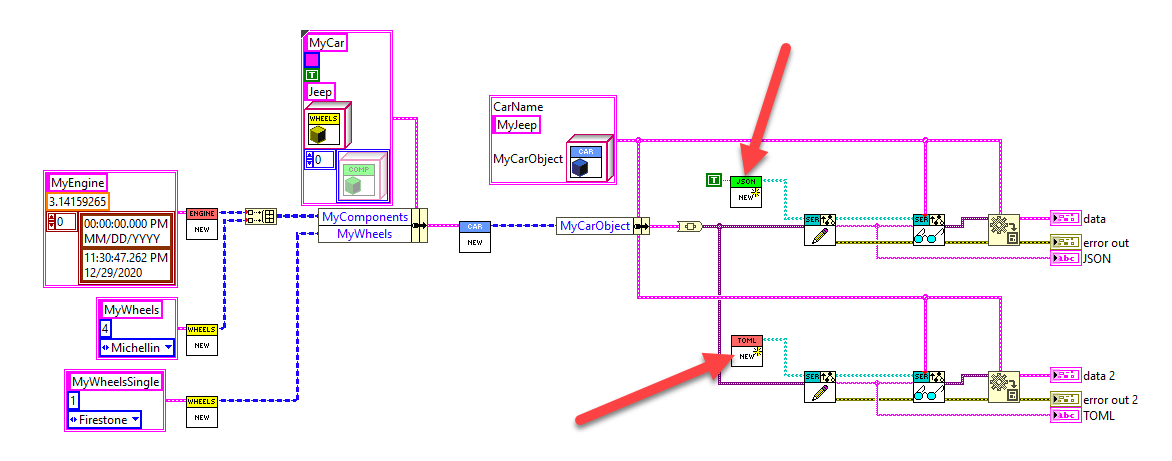 MyCar
T
Jeep
WHEELS
0
COMP
MyEngine
3.14159265
0
00:00:00.000 PM
MM/DD/YYYY
11:30:47.262 PM
12/29/2020
ENGINE
NEW
MyWheels
4
Michellin
WHEELS
NEW
MyWheelsSingle
1
Firestone
WHEELS
NEW
MyComponents
MyWheels
CAR
NEW
CarName
MyJeep
MyCarObject
CAR
MyCarObject
T
JSON
NEW
SER
SER
data
error out
abc
JSON
TOML
NEW
SER
SER
data 2
error out 2
abc
TOML